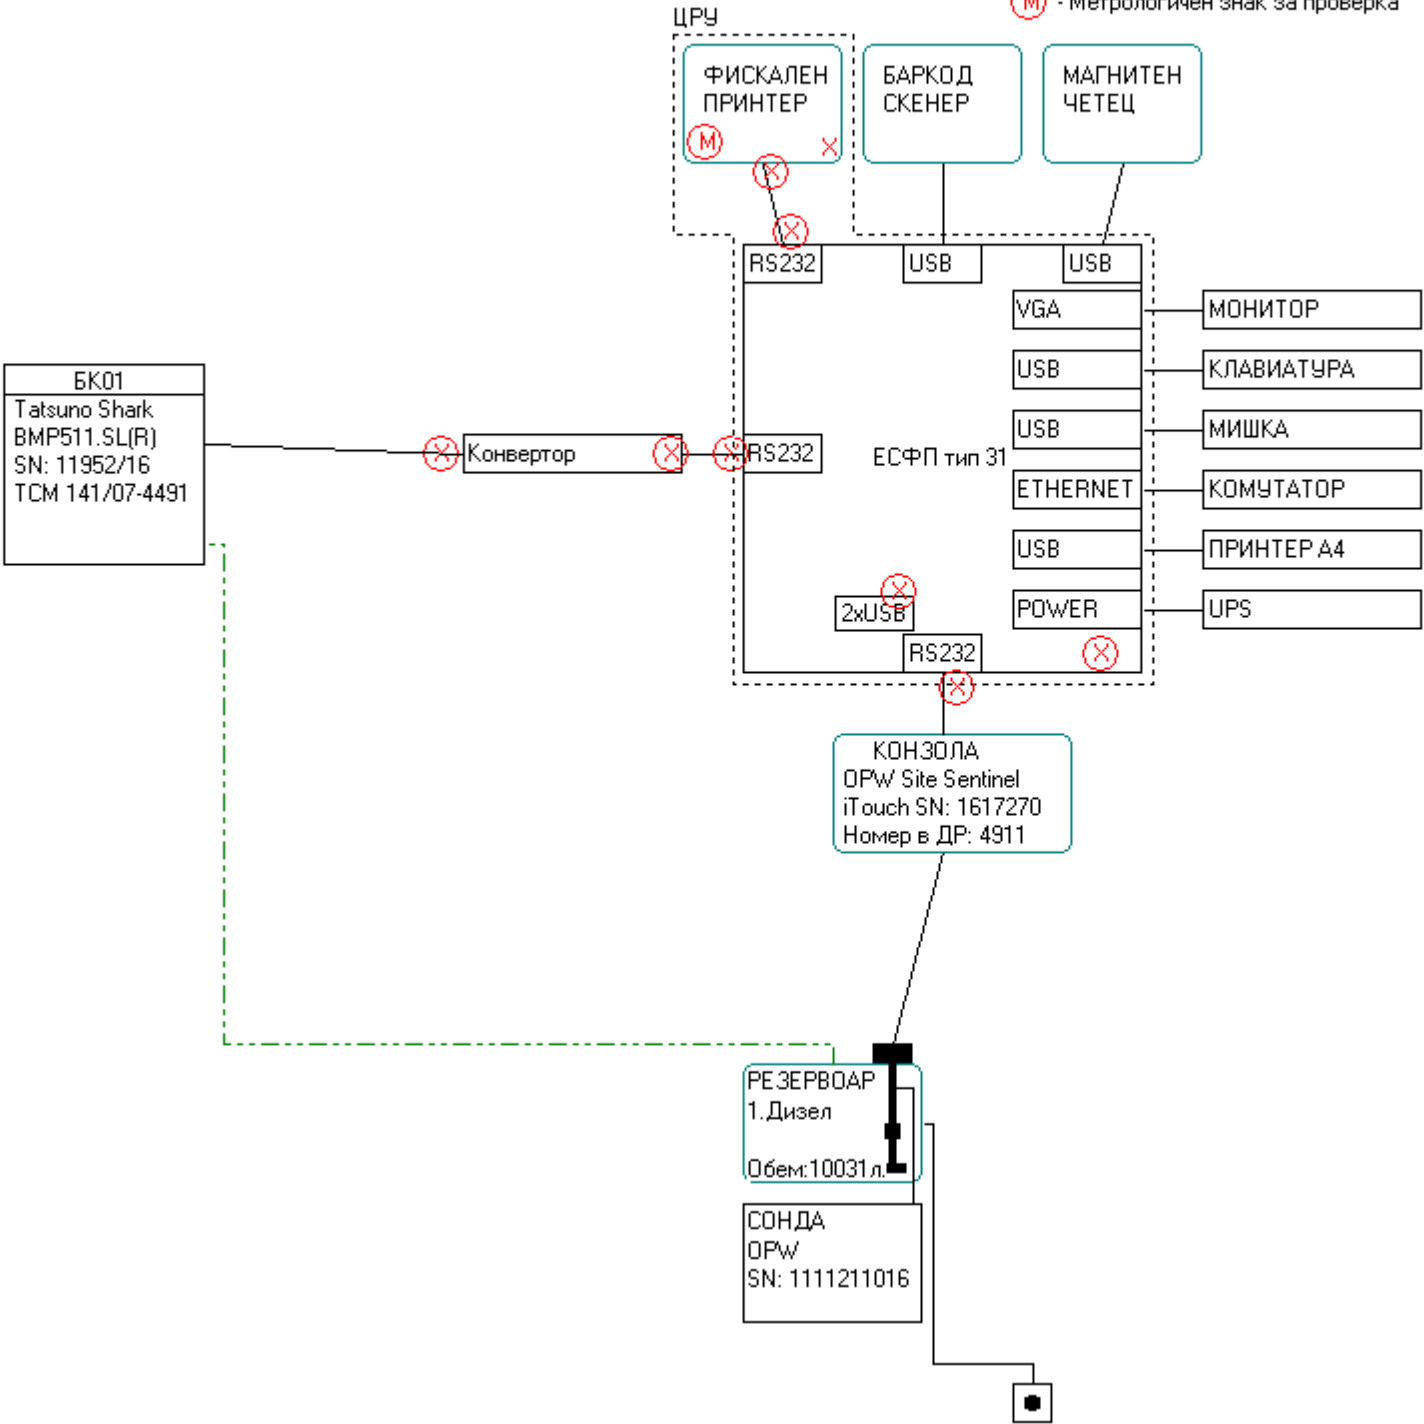 М - Метрологичен знак за проверка
ЦРУ
ФИСКАЛЕН
ПРИНТЕР
М
X
БАРКОД
СКЕНЕР
МАГНИТЕН
ЧЕТЕЦ
X
X
RS232
USB
USB
VGA
МОНИТОР
USB
КЛАВИАТУРА
USB
МИШКА
ETHERNET
КОМУТАТОР
USB
ПРИНТЕР А4
POWER
UPS
БК01
Tatsuno Shark
BMP511.SL(R)
SN: 11952/16
TCM 141/07-4491
X
Конвертор
X
X
RS232
ЕСФП тип 31
X
2xUSB
RS232
X
X
КОНЗОЛА
OPW Site Sentinel
iTouch SN: 1617270
Номер в ДР: 4911
РЕЗЕРВОАР
1.Дизел
Обем:10031л.
СОНДА
OPW
SN: 1111211016